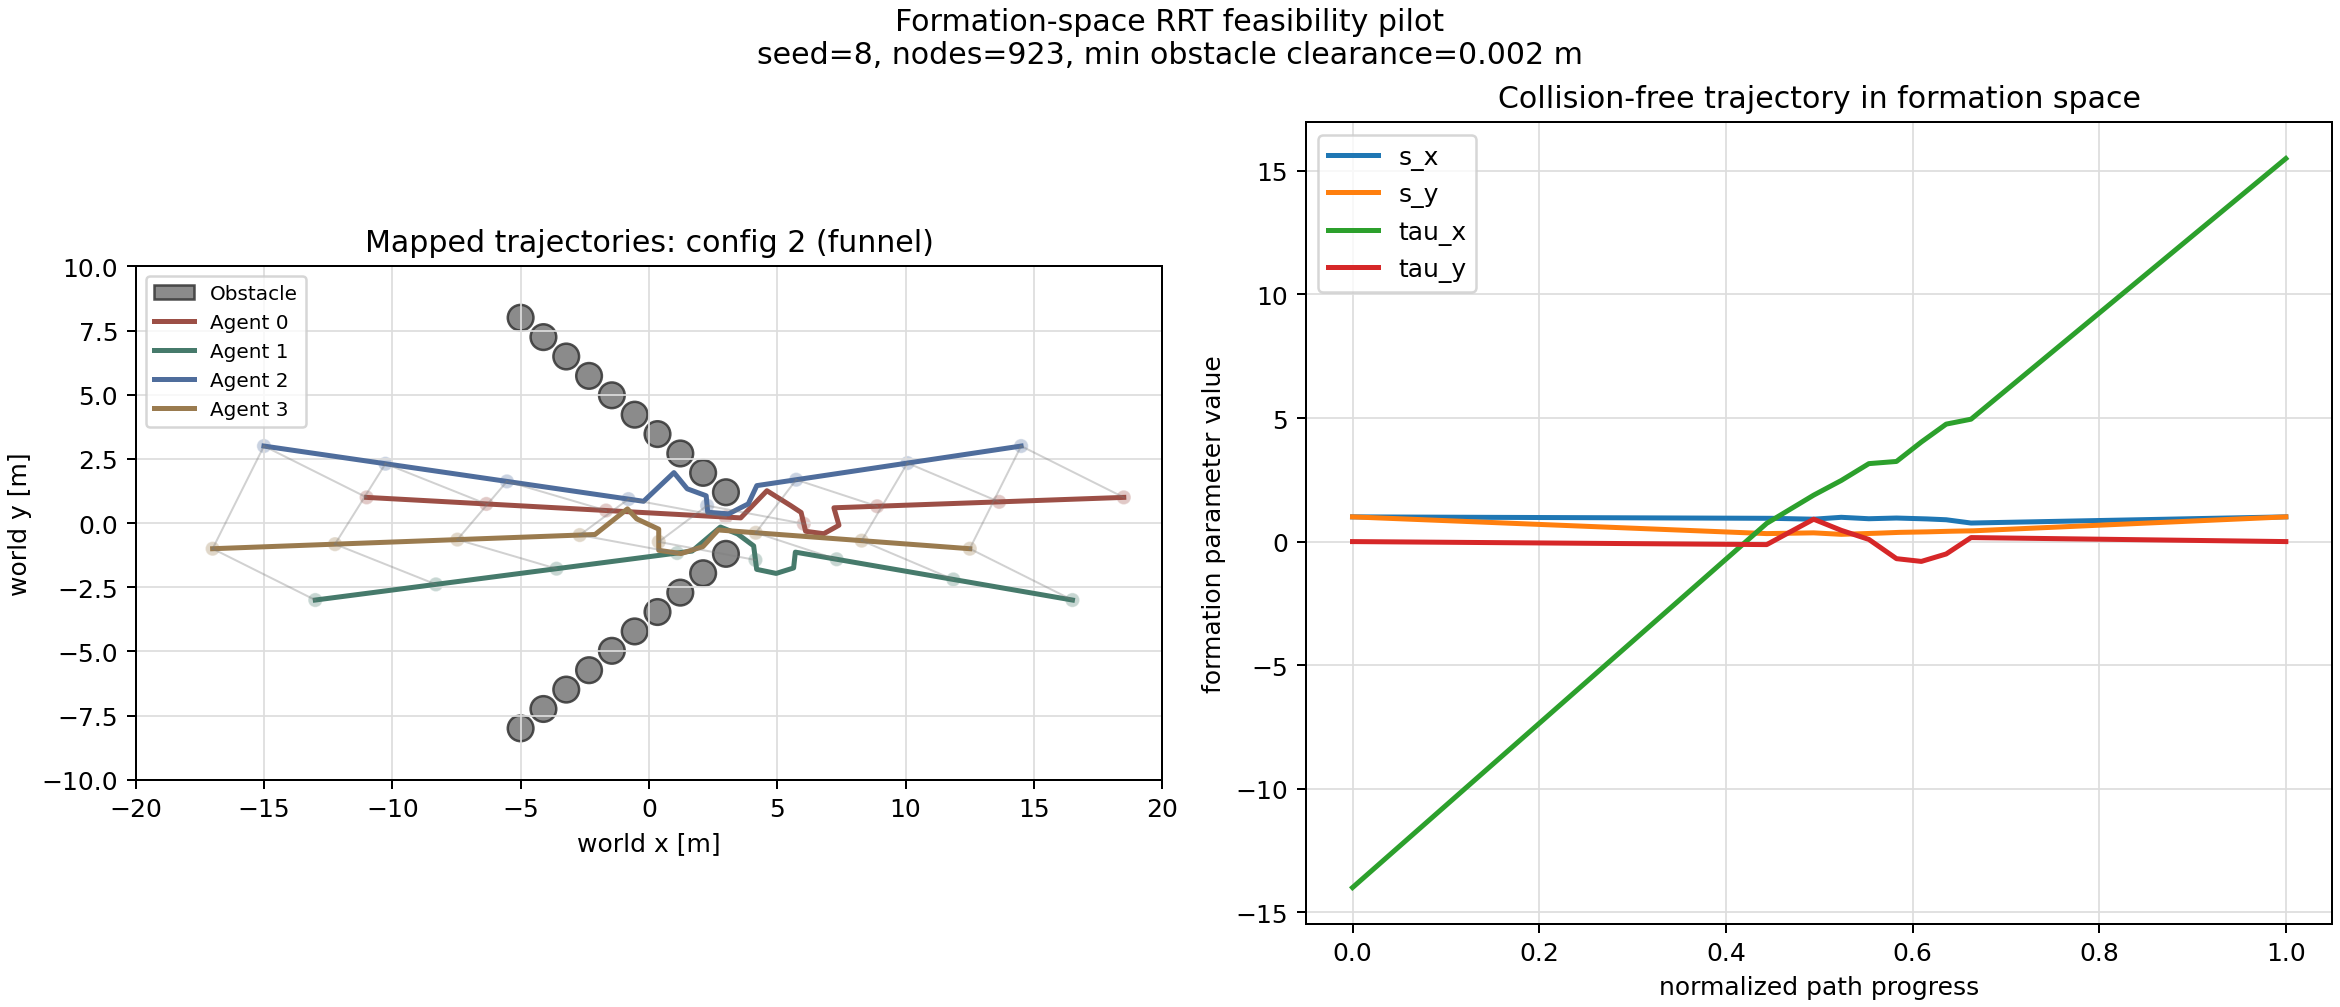 Formation-space RRT feasibility pilot
seed=8, nodes=923, min obstacle clearance=0.002 m
Mapped trajectories: config 2 (funnel)
Obstacle
Agent 0
Agent 1
Agent 2
Agent 3
10.0
7.5
5.0
2.5
0.0
−2.5
−5.0
−7.5
−10.0
world y [m]
−20
−15
−10
−5
0
5
10
15
20
world x [m]
Collision-free trajectory in formation space
s_x
s_y
tau_x
tau_y
15
10
5
0
−5
−10
−15
formation parameter value
0.0
0.2
0.4
0.6
0.8
1.0
normalized path progress